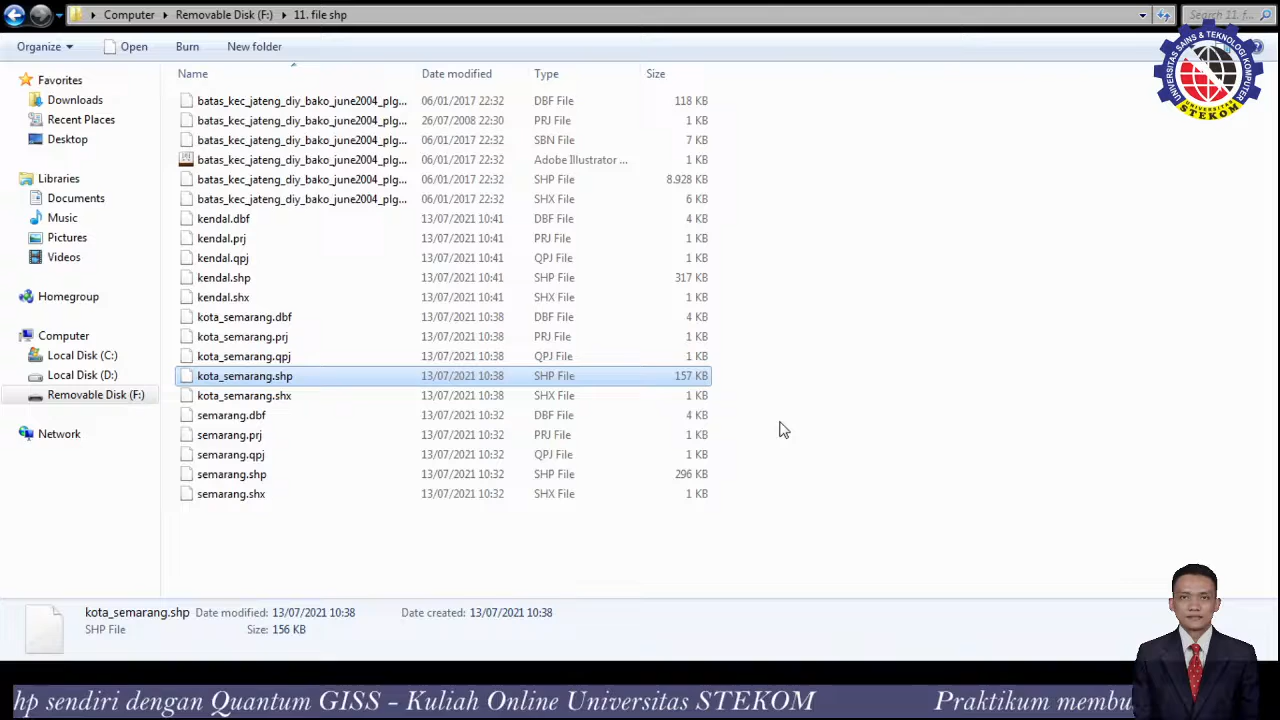 Computer ▸ Removable Disk (F:) ▸ 11. file shp
Search 11. f...
Organize Open Burn New folder
Name Date modified Type Size
Favorites
Downloads
Recent Places
Desktop
Libraries
Documents
Music
Pictures
Videos
Homegroup
Computer
Local Disk (C:)
Local Disk (D:)
Removable Disk (F:)
Network
batas_kec_jateng_diy_bako_june2004_plg... 06/01/2017 22:32 DBF File 118 KB
batas_kec_jateng_diy_bako_june2004_plg... 26/07/2008 22:30 PRJ File 1 KB
batas_kec_jateng_diy_bako_june2004_plg... 06/01/2017 22:32 SBN File 7 KB
batas_kec_jateng_diy_bako_june2004_plg... 06/01/2017 22:32 Adobe Illustrator ... 1 KB
batas_kec_jateng_diy_bako_june2004_plg... 06/01/2017 22:32 SHP File 8.928 KB
batas_kec_jateng_diy_bako_june2004_plg... 06/01/2017 22:32 SHX File 6 KB
kendal.dbf 13/07/2021 10:41 DBF File 4 KB
kendal.prj 13/07/2021 10:41 PRJ File 1 KB
kendal.qpj 13/07/2021 10:41 QPJ File 1 KB
kendal.shp 13/07/2021 10:41 SHP File 317 KB
kendal.shx 13/07/2021 10:41 SHX File 1 KB
kota_semarang.dbf 13/07/2021 10:38 DBF File 4 KB
kota_semarang.prj 13/07/2021 10:38 PRJ File 1 KB
kota_semarang.qpj 13/07/2021 10:38 QPJ File 1 KB
kota_semarang.shp 13/07/2021 10:38 SHP File 157 KB
kota_semarang.shx 13/07/2021 10:38 SHX File 1 KB
semarang.dbf 13/07/2021 10:32 DBF File 4 KB
semarang.prj 13/07/2021 10:32 PRJ File 1 KB
semarang.qpj 13/07/2021 10:32 QPJ File 1 KB
semarang.shp 13/07/2021 10:32 SHP File 296 KB
semarang.shx 13/07/2021 10:32 SHX File 1 KB
UNIVERSITAS SAINS & TEKNOLOGI KOMPUTER
UNIVERSITAS
STEKOM
kota_semarang.shp Date modified: 13/07/2021 10:38 Date created: 13/07/2021 10:38
SHP File Size: 156 KB
hp sendiri dengan Quantum GISS - Kuliah Online Universitas STEKOM Praktikum membu